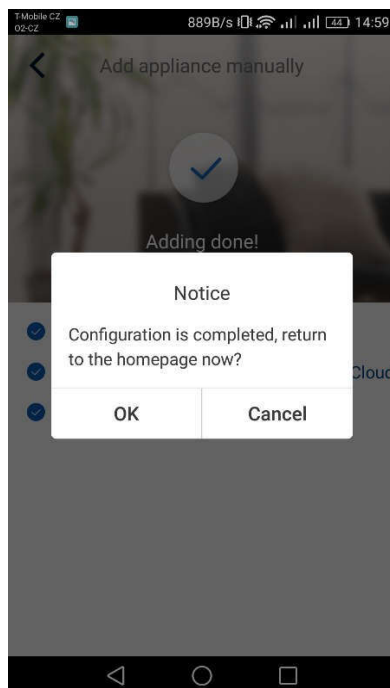 T-Mobile CZ
O2-CZ
889B/s 44 14:59
Add appliance manually
Adding done!
Notice
Configuration is completed, return
to the homepage now?
Cloud
OK Cancel